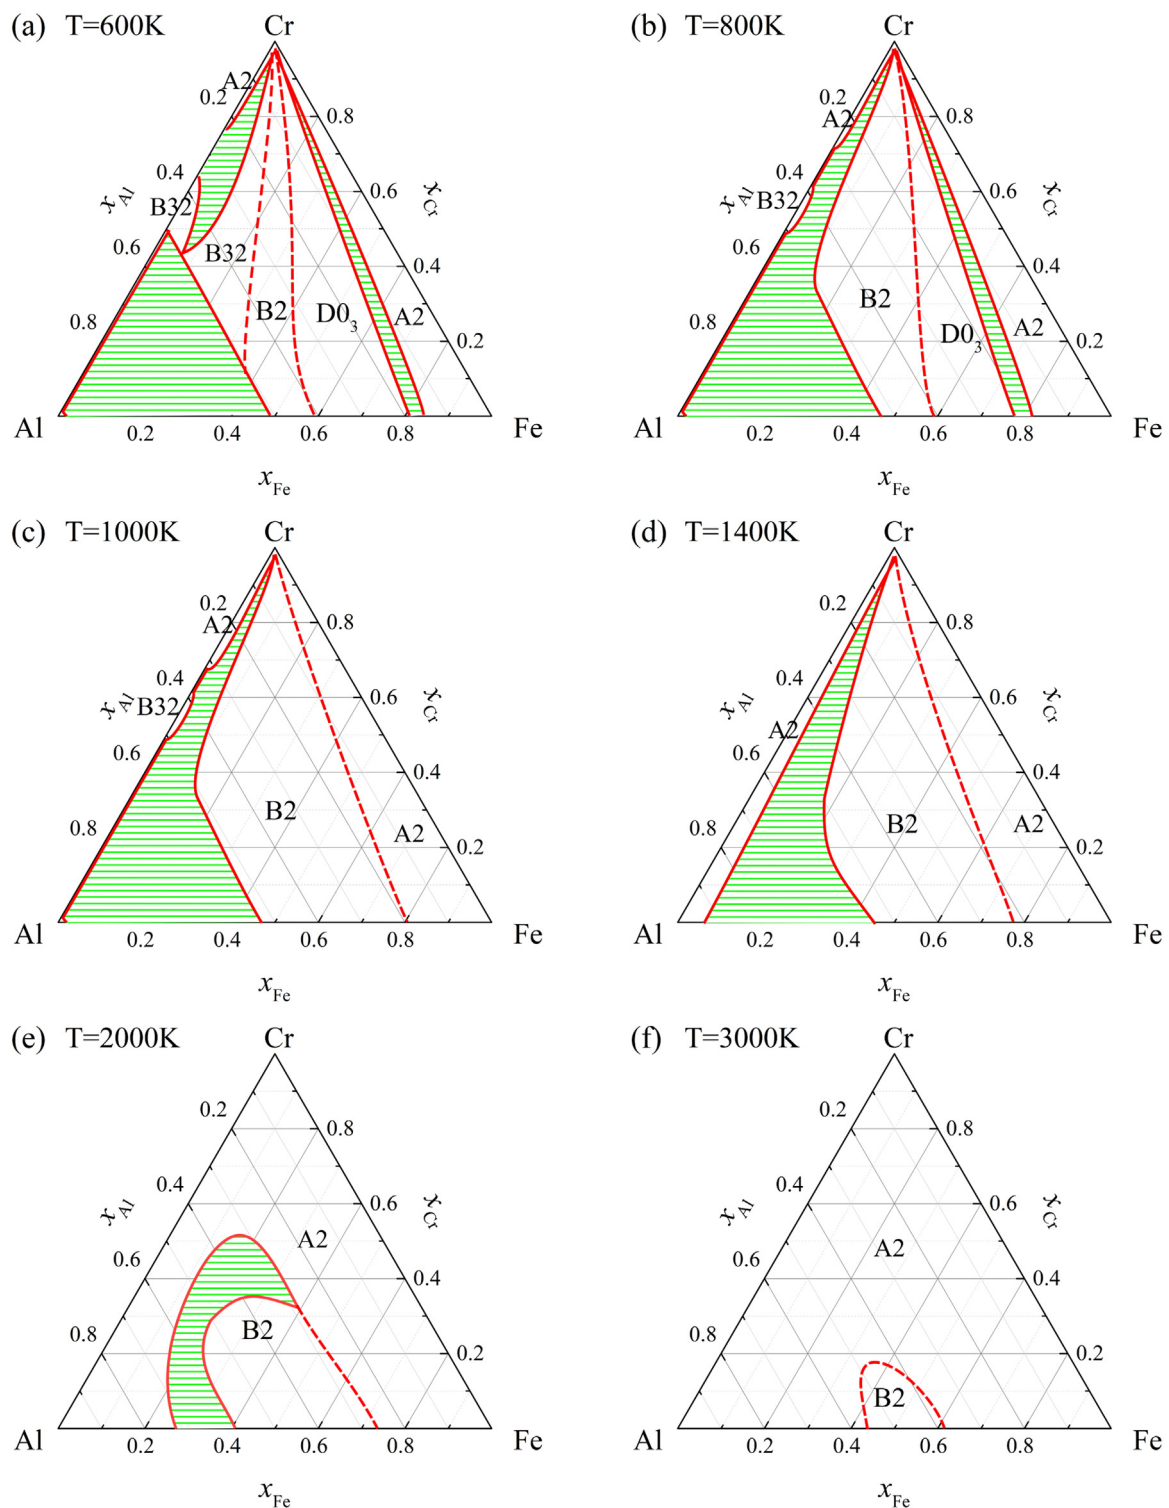 (a) T=600K
Cr
A2
0.2
0.8
0.4
x_Al
B32
0.6
x_Cr
0.6
B32
0.4
0.8
B2
D0_3
A2
0.2
Al
0.2
0.4
0.6
0.8
Fe
x_Fe
(b) T=800K
Cr
0.2
A2
0.8
0.4
x_Al
B32
0.6
x_Cr
0.6
0.4
0.8
B2
D0_3
A2
0.2
Al
0.2
0.4
0.6
0.8
Fe
x_Fe
(c) T=1000K
Cr
0.2
A2
0.8
0.4
x_Al
B32
0.6
x_Cr
0.6
0.4
0.8
B2
A2
0.2
Al
0.2
0.4
0.6
0.8
Fe
x_Fe
(d) T=1400K
Cr
0.2
0.8
0.4
x_Al
A2
0.6
x_Cr
0.6
0.4
0.8
B2
A2
0.2
Al
0.2
0.4
0.6
0.8
Fe
x_Fe
(e) T=2000K
Cr
0.2
0.8
0.4
x_Al
0.6
x_Cr
A2
0.6
0.4
0.8
B2
0.2
Al
0.2
0.4
0.6
0.8
Fe
x_Fe
(f) T=3000K
Cr
0.2
0.8
0.4
x_Al
0.6
x_Cr
A2
0.6
0.4
0.8
0.2
B2
Al
0.2
0.4
0.6
0.8
Fe
x_Fe